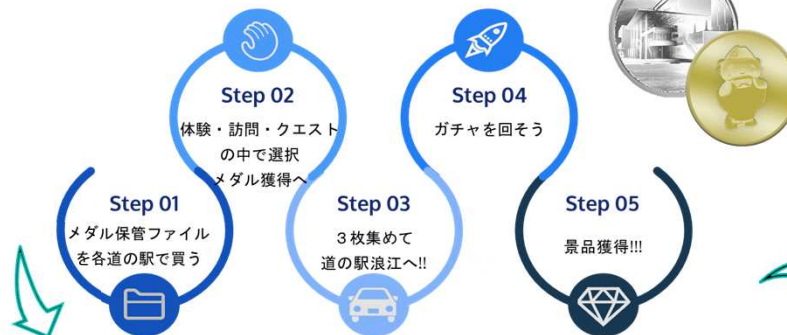 Step 01
メダル保管ファイル
を各道の駅で買う
Step 02
体験・訪問・クエスト
の中で選択
メダル獲得へ
Step 03
３枚集めて
道の駅浪江へ!!
Step 04
ガチャを回そう
Step 05
景品獲得!!!